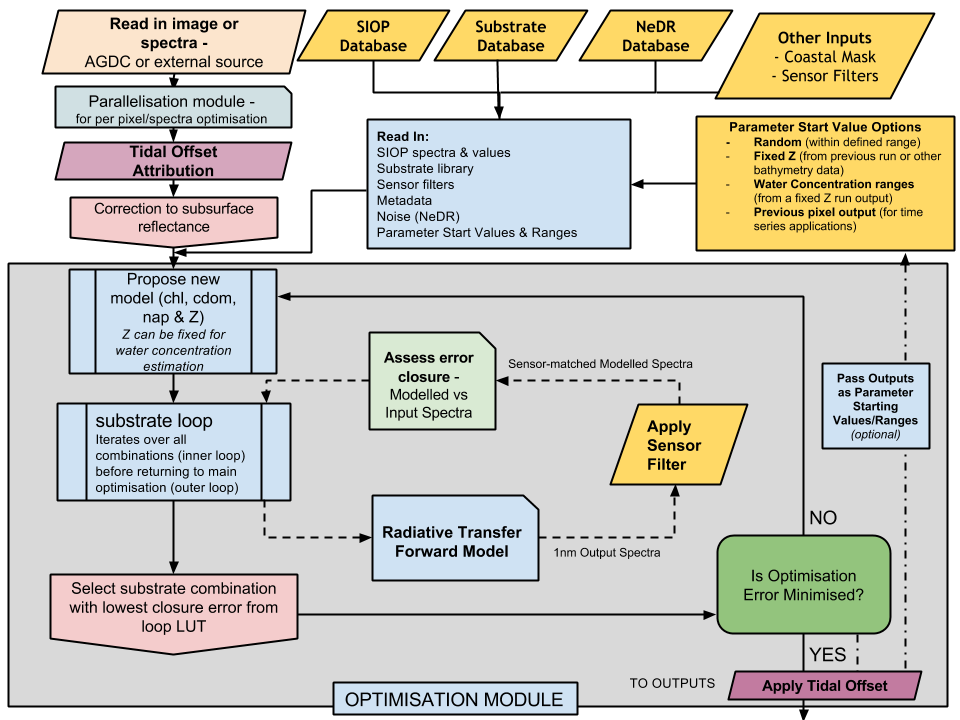 Read in image or
spectra -
AGDC or external source
SIOP
Database
Substrate
Database
NeDR
Database
Other Inputs
- Coastal Mask
- Sensor Filters
Parallelisation module -
for per pixel/spectra optimisation
Tidal Offset
Attribution
Correction to subsurface
reflectance
Read In:
SIOP spectra & values
Substrate library
Sensor filters
Metadata
Noise (NeDR)
Parameter Start Values & Ranges
Parameter Start Value Options
- Random (within defined range)
- Fixed Z (from previous run or other
bathymetry data)
- Water Concentration ranges
(from a fixed Z run output)
- Previous pixel output (for time
series applications)
Propose new
model (chl, cdom,
nap & Z)
Z can be fixed for
water concentration
estimation
substrate loop
Iterates over all
combinations (inner loop)
before returning to main
optimisation (outer loop)
Assess error
closure -
Modelled vs
Input Spectra
Sensor-matched Modelled Spectra
Apply
Sensor
Filter
Radiative Transfer
Forward Model
1nm Output Spectra
Pass Outputs
as Parameter
Starting
Values/Ranges
(optional)
Select substrate combination
with lowest closure error from
loop LUT
NO
Is Optimisation
Error Minimised?
YES
TO OUTPUTS
Apply Tidal Offset
OPTIMISATION MODULE